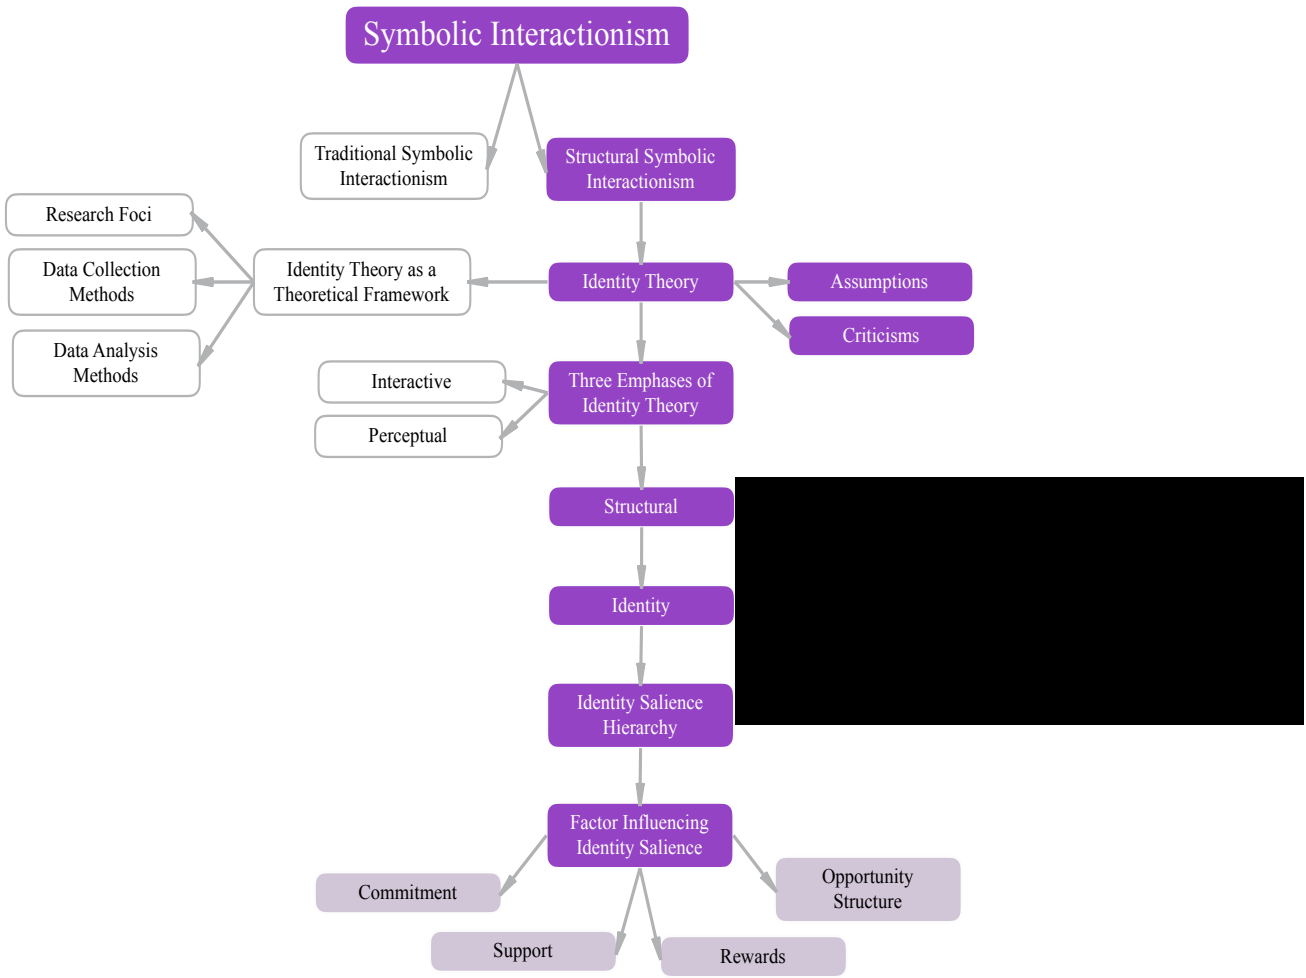 Symbolic Interactionism
Traditional Symbolic
Interactionism
Structural Symbolic
Interactionism
Research Foci
Data Collection
Methods
Data Analysis
Methods
Identity Theory as a
Theoretical Framework
Identity Theory
Assumptions
Criticisms
Interactive
Perceptual
Three Emphases of
Identity Theory
Structural
Identity
Identity Salience
Hierarchy
Factor Influencing
Identity Salience
Commitment
Support
Rewards
Opportunity
Structure